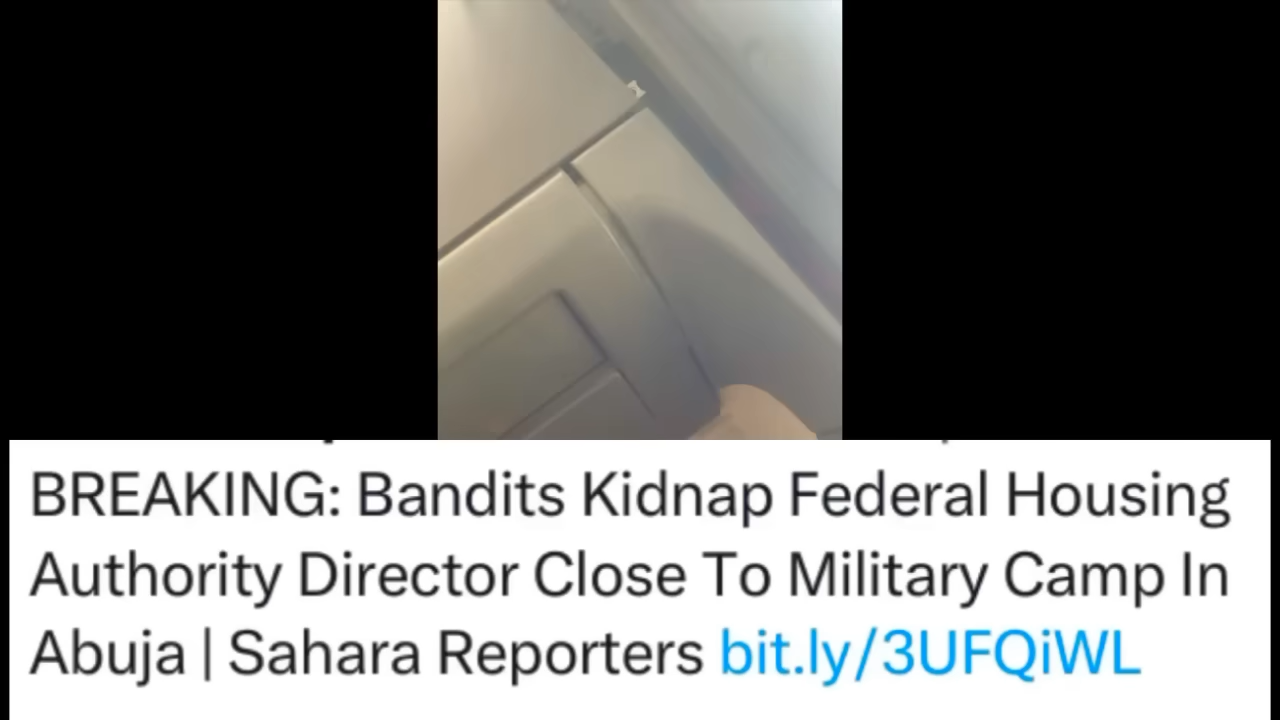 BREAKING: Bandits Kidnap Federal Housing
Authority Director Close To Military Camp In
Abuja | Sahara Reporters bit.ly/3UFQiWL